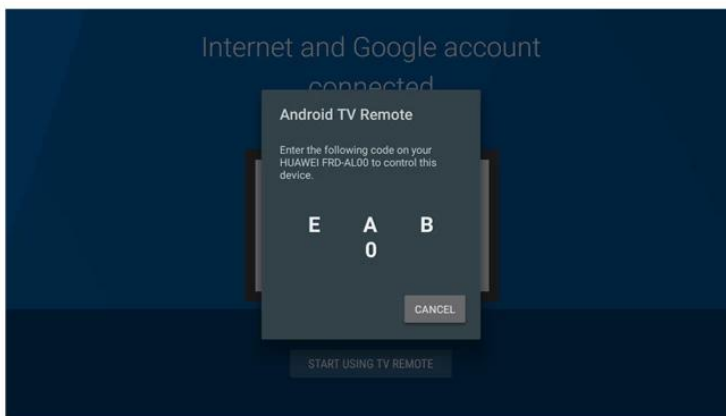 Internet and Google account
connected
Android TV Remote
Enter the following code on your
HUAWEI FRD-AL00 to control this
device.
E A B
0
CANCEL
START USING TV REMOTE